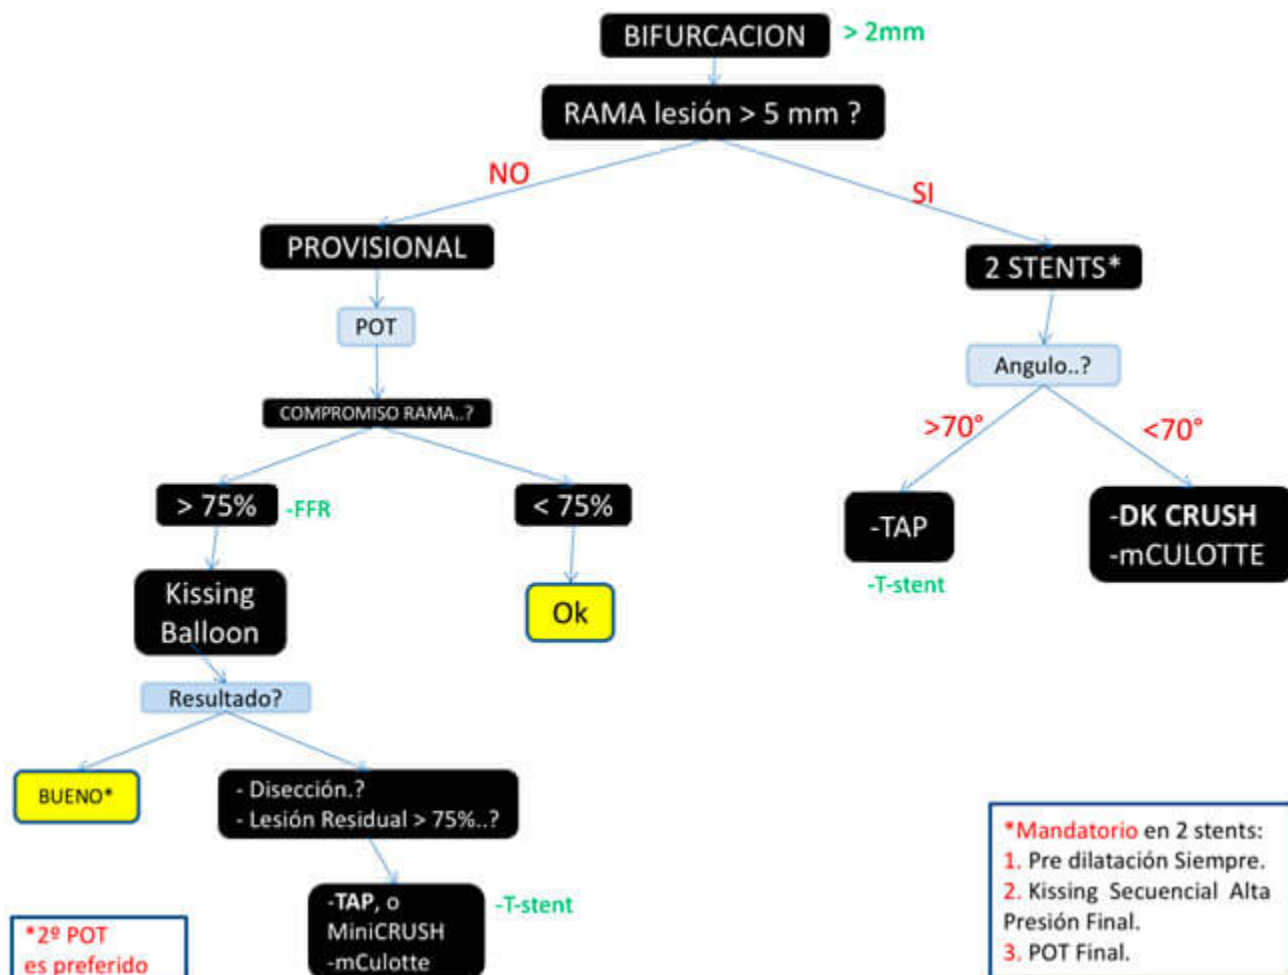 BIFURCACION
> 2mm
RAMA lesión > 5 mm ?
NO
SI
PROVISIONAL
2 STENTS*
POT
Angulo..?
COMPROMISO RAMA..?
>70°
<70°
> 75%
-FFR
< 75%
-TAP
-T-stent
-DK CRUSH
-mCULOTTE
Kissing
Balloon
Ok
Resultado?
BUENO*
- Disección.?
- Lesión Residual > 75%..?
-TAP, o
MiniCRUSH
-mCulotte
-T-stent
*2º POT
es preferido
*Mandatorio en 2 stents:
1. Pre dilatación Siempre.
2. Kissing Secuencial Alta
Presión Final.
3. POT Final.